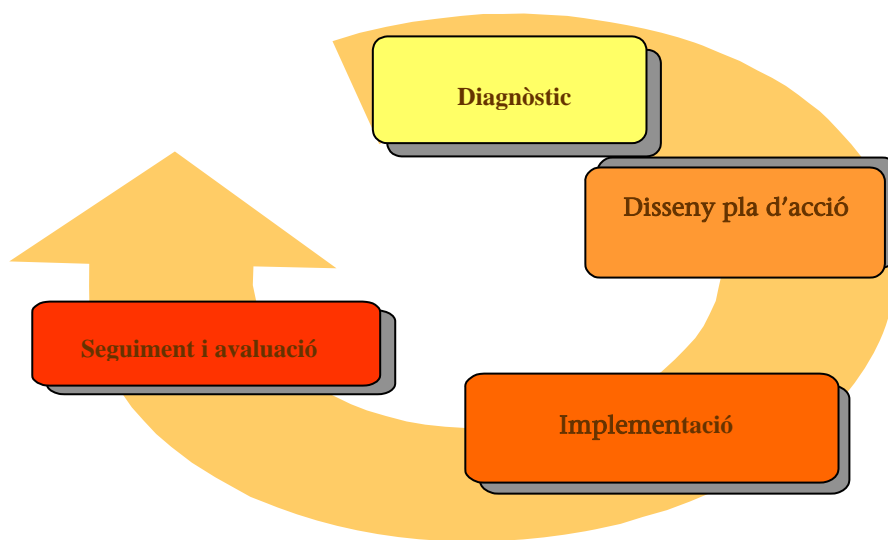 Diagnòstic
Disseny pla d’acció
Implementació
Seguiment i avaluació